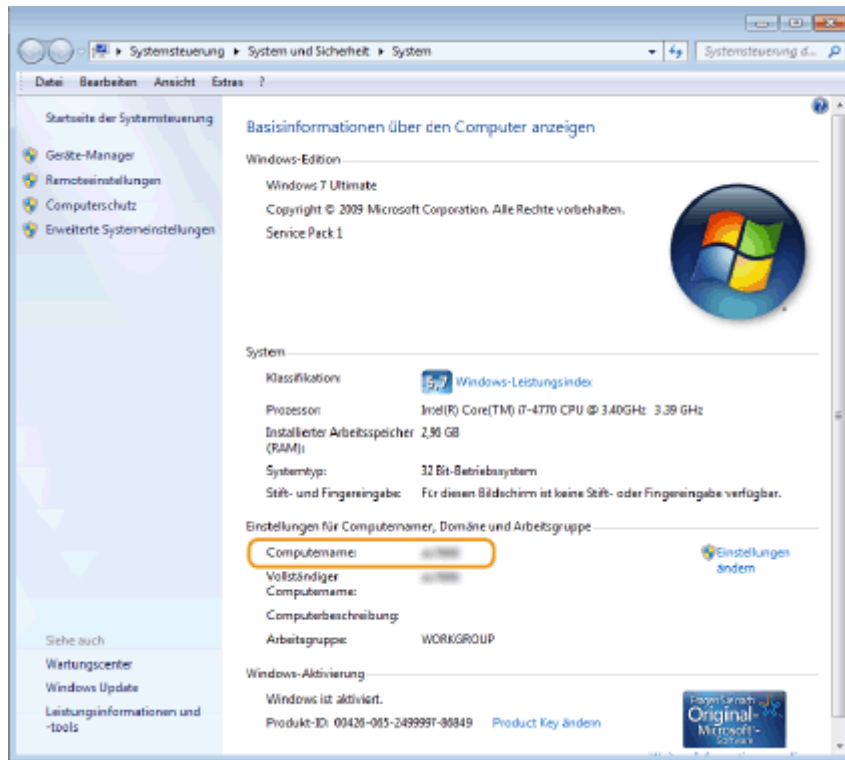 Systemsteuerung ▸ System und Sicherheit ▸ System
Systemsteuerung d...
Datei Bearbeiten Ansicht Extras ?
Startseite der Systemsteuerung
Geräte-Manager
Remoteeinstellungen
Computerschutz
Erweiterte Systemeinstellungen
Basisinformationen über den Computer anzeigen
Windows-Edition
Windows 7 Ultimate
Copyright © 2009 Microsoft Corporation. Alle Rechte vorbehalten.
Service Pack 1
System
Klassifikation:
5,7 Windows-Leistungsindex
Prozessor: Intel(R) Core(TM) i7-4770 CPU @ 3.40GHz 3.39 GHz
Installierter Arbeitsspeicher 2,96 GB
(RAM):
Systemtyp: 32 Bit-Betriebssystem
Stift- und Fingereingabe: Für diesen Bildschirm ist keine Stift- oder Fingereingabe verfügbar.
Einstellungen für Computernamer, Domäne und Arbeitsgruppe
Computername:
Einstellungen
ändern
Vollständiger
Computername:
Computerbeschreibung:
Arbeitsgruppe: WORKGROUP
Windows-Aktivierung
Windows ist aktiviert.
Produkt-ID: 00426-065-2499997-86849 Product Key ändern
Fragen Sie nach
Original-
Microsoft-
Software
Siehe auch
Wartungscenter
Windows Update
Leistungsinformationen und
-tools